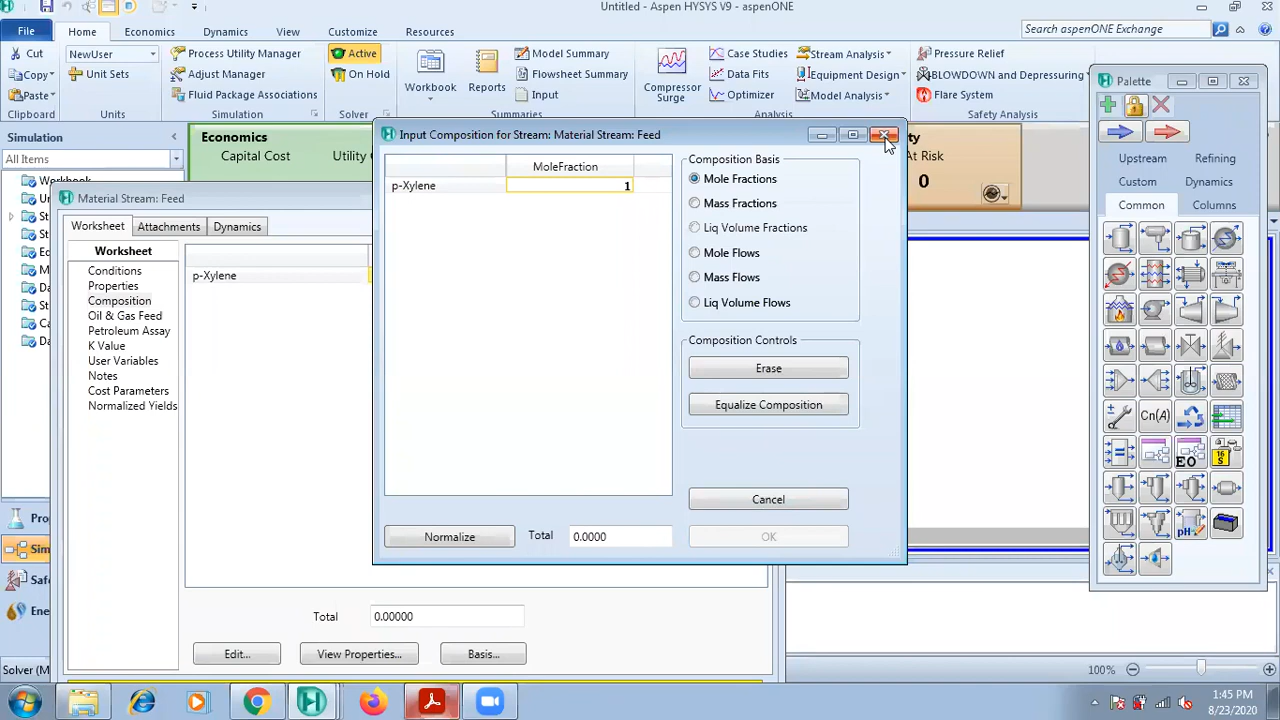 Untitled - Aspen HYSYS V9 - aspenONE
File
Home
Economics
Dynamics
View
Customize
Resources
Search aspenONE Exchange
Cut
Copy
Paste
Clipboard
NewUser
Unit Sets
Units
Process Utility Manager
Adjust Manager
Fluid Package Associations
Simulation
Active
On Hold
Solver
Workbook
Reports
Model Summary
Flowsheet Summary
Input
Compressor
Surge
Case Studies
Data Fits
Optimizer
Stream Analysis
Equipment Design
Model Analysis
Analysis
Pressure Relief
BLOWDOWN and Depressuring
Flare System
Safety Analysis
Simulation
All Items
Workbook
Economics
Capital Cost
At Risk
0
Material Stream: Feed
Worksheet
Attachments
Dynamics
Worksheet
Conditions
Properties
Composition
Oil & Gas Feed
Petroleum Assay
K Value
User Variables
Notes
Cost Parameters
Normalized Yields
p-Xylene
Total
0.00000
Edit...
View Properties...
Basis...
Input Composition for Stream: Material Stream: Feed
MoleFraction
p-Xylene
1
Composition Basis
Mole Fractions
Mass Fractions
Liq Volume Fractions
Mole Flows
Mass Flows
Liq Volume Flows
Composition Controls
Erase
Equalize Composition
Cancel
OK
Normalize
Total
0.0000
Palette
Upstream
Refining
Custom
Dynamics
Common
Columns
Cn(A)
EO
16
S
pH
Solver (M
100%
1:45 PM
8/23/2020